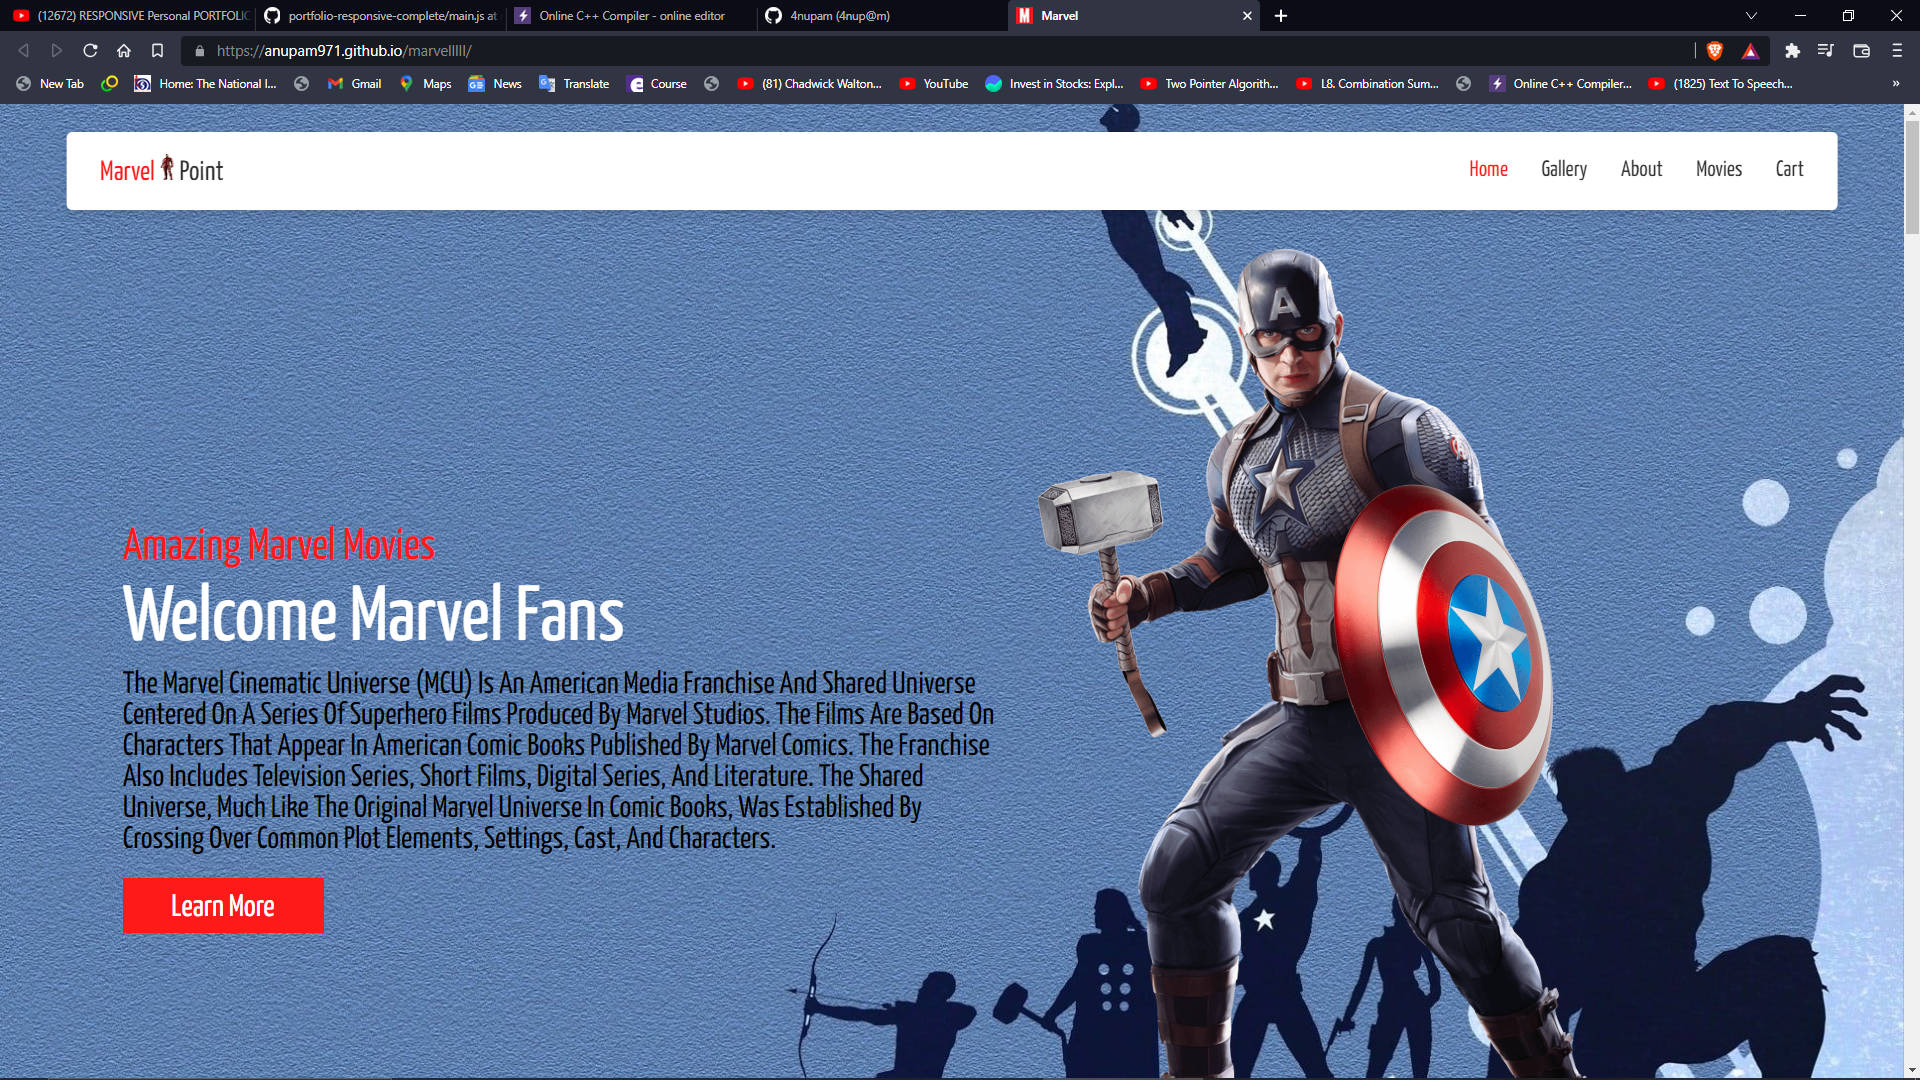 (12672) RESPONSIVE Personal PORTFOLIO
portfolio-responsive-complete/main.js at
Online C++ Compiler - online editor
4nupam (4nup@m)
Marvel
https://anupam971.github.io/marvelllll/
New Tab
Home: The National I...
Gmail
Maps
News
Translate
Course
(81) Chadwick Walton...
YouTube
Invest in Stocks: Expl...
Two Pointer Algorith...
L8. Combination Sum...
Online C++ Compiler...
(1825) Text To Speech...
»
Marvel Point
Home
Gallery
About
Movies
Cart
A
Amazing Marvel Movies
Welcome Marvel Fans
The Marvel Cinematic Universe (MCU) Is An American Media Franchise And Shared Universe
Centered On A Series Of Superhero Films Produced By Marvel Studios. The Films Are Based On
Characters That Appear In American Comic Books Published By Marvel Comics. The Franchise
Also Includes Television Series, Short Films, Digital Series, And Literature. The Shared
Universe, Much Like The Original Marvel Universe In Comic Books, Was Established By
Crossing Over Common Plot Elements, Settings, Cast, And Characters.
Learn More